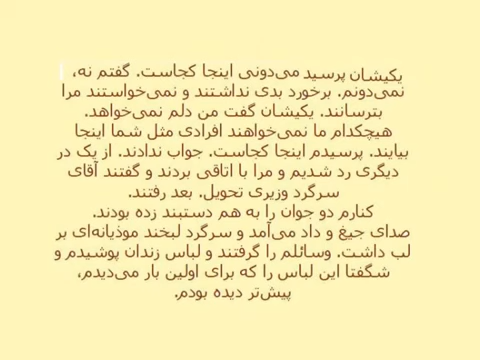 یکیشان پرسید می‌دونی اینجا کجاست. گفتم نه،
نمی‌دونم. برخورد بدی نداشتند و نمی‌خواستند مرا
بترسانند. یکیشان گفت من دلم نمی‌خواهد.
هیچکدام ما نمی‌خواهند افرادی مثل شما اینجا
بیایند. پرسیدم اینجا کجاست. جواب ندادند. از یک در
دیگری رد شدیم و مرا با اتاقی بردند و گفتند آقای
سرگرد وزیری تحویل. بعد رفتند.
کنارم دو جوان را به هم دستبند زده بودند.
صدای جیغ و داد می‌آمد و سرگرد لبخند موذیانه‌ای بر
لب داشت. وسائلم را گرفتند و لباس زندان پوشیدم و
شگفتا این لباس را که برای اولین بار می‌دیدم،
پیش‌تر دیده بودم.